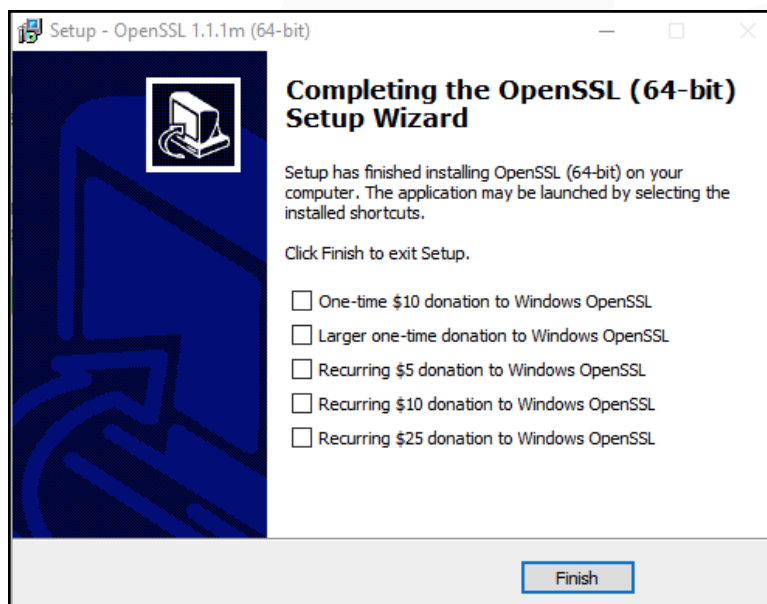 Setup - OpenSSL 1.1.1m (64-bit)
Completing the OpenSSL (64-bit)
Setup Wizard
Setup has finished installing OpenSSL (64-bit) on your
computer. The application may be launched by selecting the
installed shortcuts.
Click Finish to exit Setup.
One-time $10 donation to Windows OpenSSL
Larger one-time donation to Windows OpenSSL
Recurring $5 donation to Windows OpenSSL
Recurring $10 donation to Windows OpenSSL
Recurring $25 donation to Windows OpenSSL
Finish